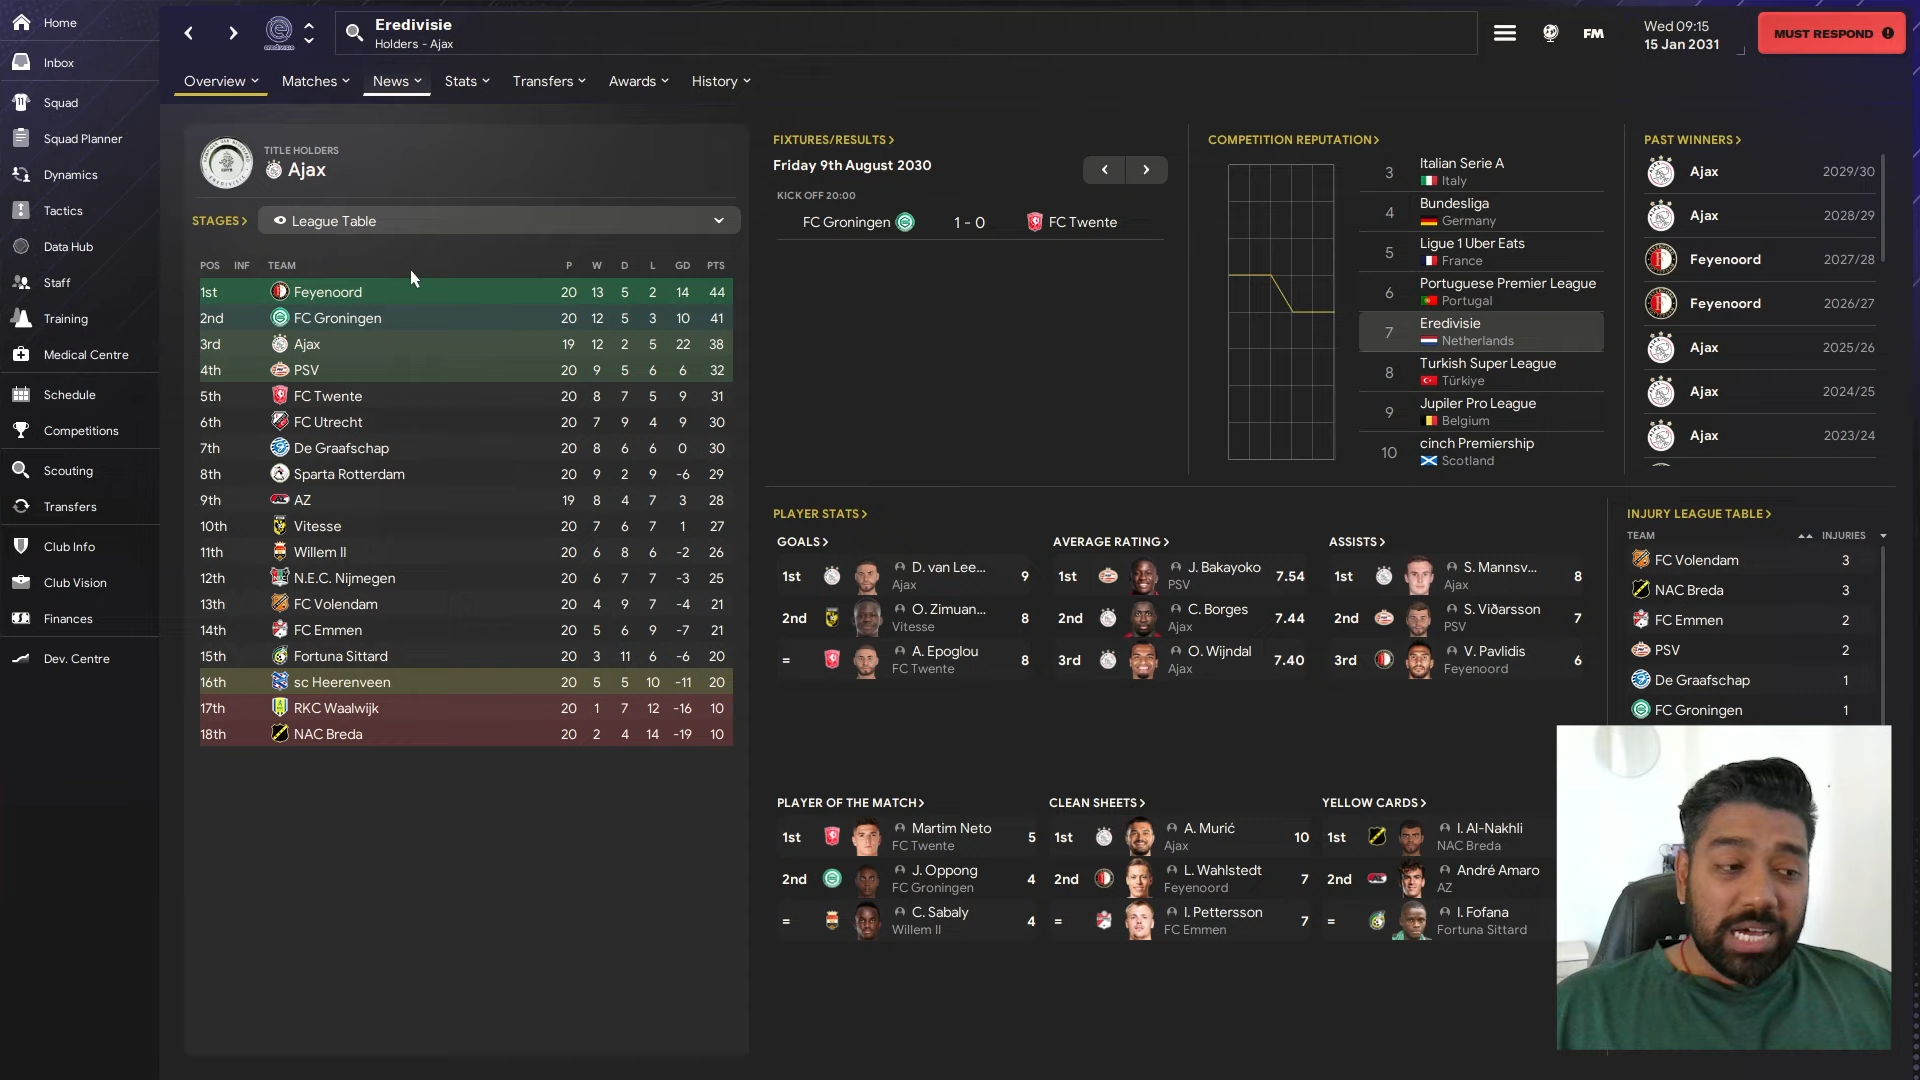 Home
Inbox
Squad
Squad Planner
Dynamics
Tactics
Data Hub
Staff
Training
Medical Centre
Schedule
Competitions
Scouting
Transfers
Club Info
Club Vision
Finances
Dev. Centre
Eredivisie
Holders - Ajax
FM
Wed 09:15
15 Jan 2031
MUST RESPOND
Overview Matches News Stats Transfers Awards History
TITLE HOLDERS
Ajax
STAGES> League Table
POS INF TEAM P W D L GD PTS
1st Feyenoord 20 13 5 2 14 44
2nd FC Groningen 20 12 5 3 10 41
3rd Ajax 19 12 2 5 22 38
4th PSV 20 9 5 6 6 32
5th FC Twente 20 8 7 5 9 31
6th FC Utrecht 20 7 9 4 9 30
7th De Graafschap 20 8 6 6 0 30
8th Sparta Rotterdam 20 9 2 9 -6 29
9th AZ 19 8 4 7 3 28
10th Vitesse 20 7 6 7 1 27
11th Willem II 20 6 8 6 -2 26
12th N.E.C. Nijmegen 20 6 7 7 -3 25
13th FC Volendam 20 4 9 7 -4 21
14th FC Emmen 20 5 6 9 -7 21
15th Fortuna Sittard 20 3 11 6 -6 20
16th sc Heerenveen 20 5 5 10 -11 20
17th RKC Waalwijk 20 1 7 12 -16 10
18th NAC Breda 20 2 4 14 -19 10
FIXTURES/RESULTS>
Friday 9th August 2030
KICK OFF 20:00
FC Groningen 1 - 0 FC Twente
COMPETITION REPUTATION>
3 Italian Serie A
Italy
4 Bundesliga
Germany
5 Ligue 1 Uber Eats
France
6 Portuguese Premier League
Portugal
7 Eredivisie
Netherlands
8 Turkish Super League
Türkiye
9 Jupiler Pro League
Belgium
10 cinch Premiership
Scotland
PAST WINNERS>
Ajax 2029/30
Ajax 2028/29
Feyenoord 2027/28
Feyenoord 2026/27
Ajax 2025/26
Ajax 2024/25
Ajax 2023/24
PLAYER STATS>
GOALS>
1st D. van Lee... 9
Ajax
2nd O. Zimuan... 8
Vitesse
= A. Epoglou 8
FC Twente
AVERAGE RATING>
1st J. Bakayoko 7.54
PSV
2nd C. Borges 7.44
Ajax
3rd O. Wijndal 7.40
Ajax
ASSISTS>
1st S. Mannsv... 8
Ajax
2nd S. Viðarsson 7
PSV
3rd V. Pavlidis 6
Feyenoord
INJURY LEAGUE TABLE>
TEAM INJURIES
FC Volendam 3
NAC Breda 3
FC Emmen 2
PSV 2
De Graafschap 1
FC Groningen 1
PLAYER OF THE MATCH>
1st Martim Neto 5
FC Twente
2nd J. Oppong 4
FC Groningen
= C. Sabaly 4
Willem II
CLEAN SHEETS>
1st A. Murić 10
Ajax
2nd L. Wahlstedt 7
Feyenoord
= I. Pettersson 7
FC Emmen
YELLOW CARDS>
1st I. Al-Nakhli
NAC Breda
2nd André Amaro
AZ
= I. Fofana
Fortuna Sittard